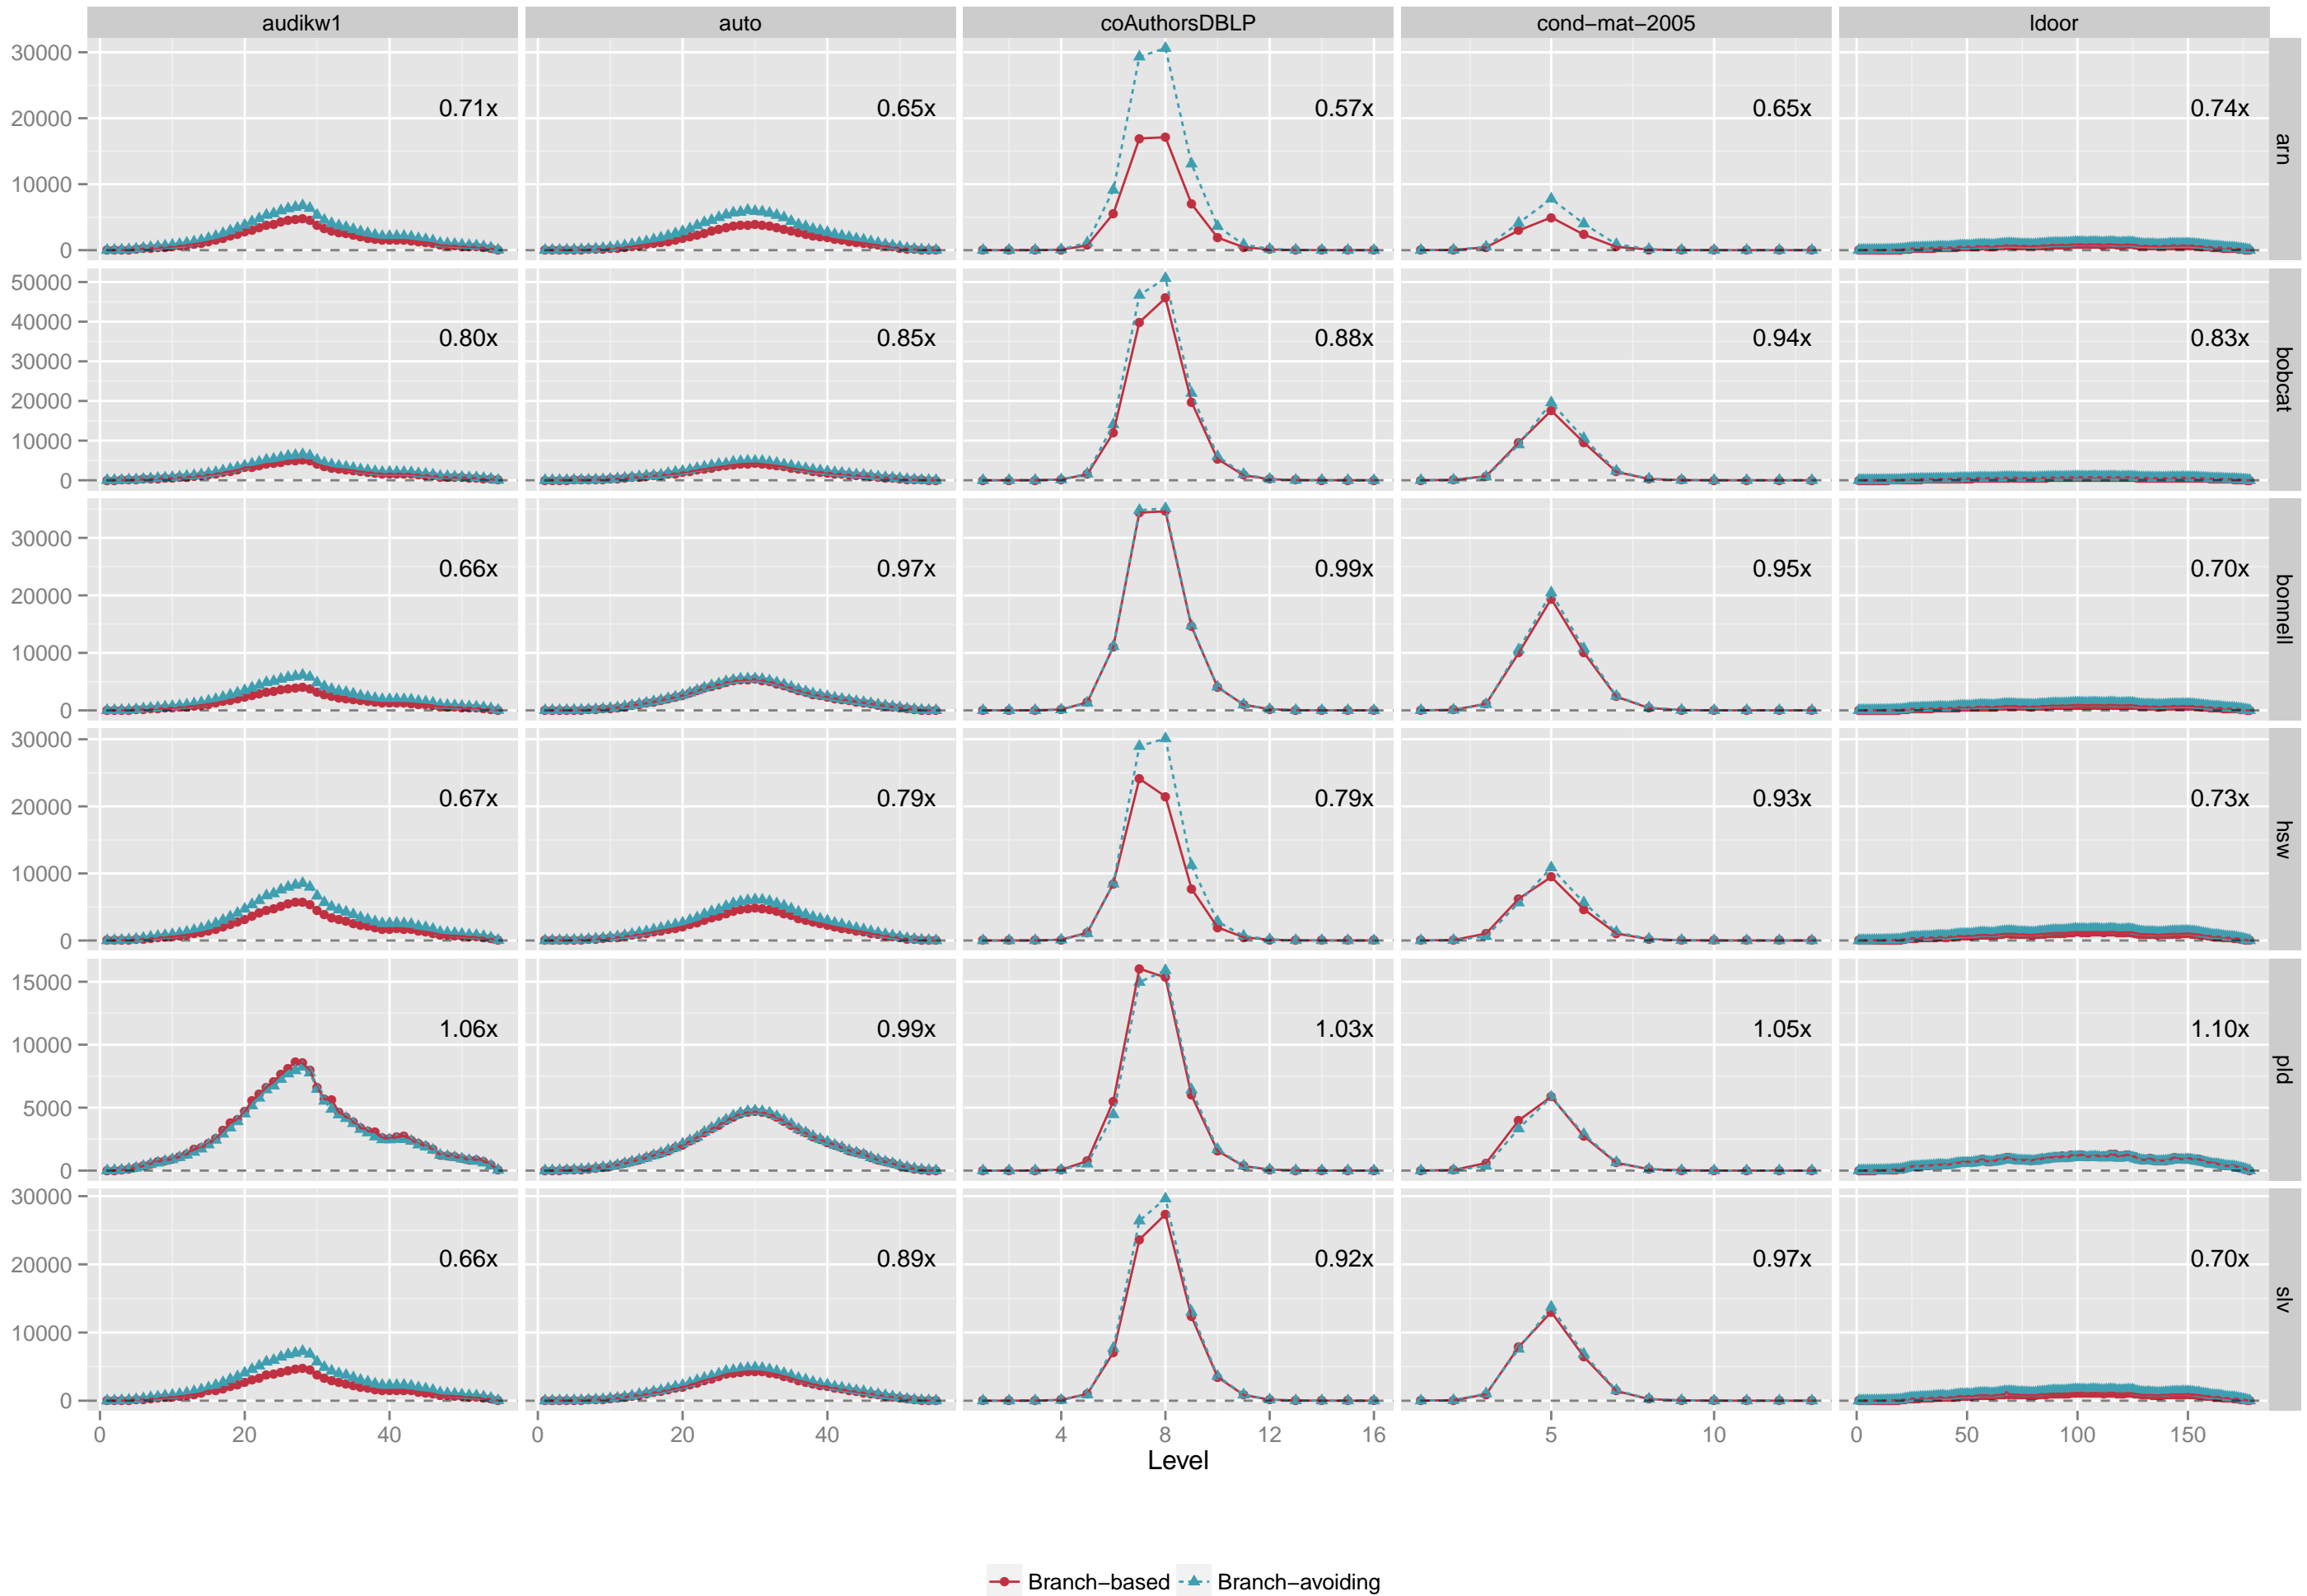 audikw1 auto coAuthorsDBLP cond−mat−2005 ldoor
30000
20000
10000
0
0.71x 0.65x 0.57x 0.65x 0.74x
arn
50000
40000
30000
20000
10000
0
0.80x 0.85x 0.88x 0.94x 0.83x
bobcat
30000
20000
10000
0
0.66x 0.97x 0.99x 0.95x 0.70x
bonnell
30000
20000
10000
0
0.67x 0.79x 0.79x 0.93x 0.73x
hsw
15000
10000
5000
0
1.06x 0.99x 1.03x 1.05x 1.10x
pld
30000
20000
10000
0
0.66x 0.89x 0.92x 0.97x 0.70x
slv
0 20 40 0 20 40 4 8 12 16 5 10 0 50 100 150
Level
Branch−based Branch−avoiding